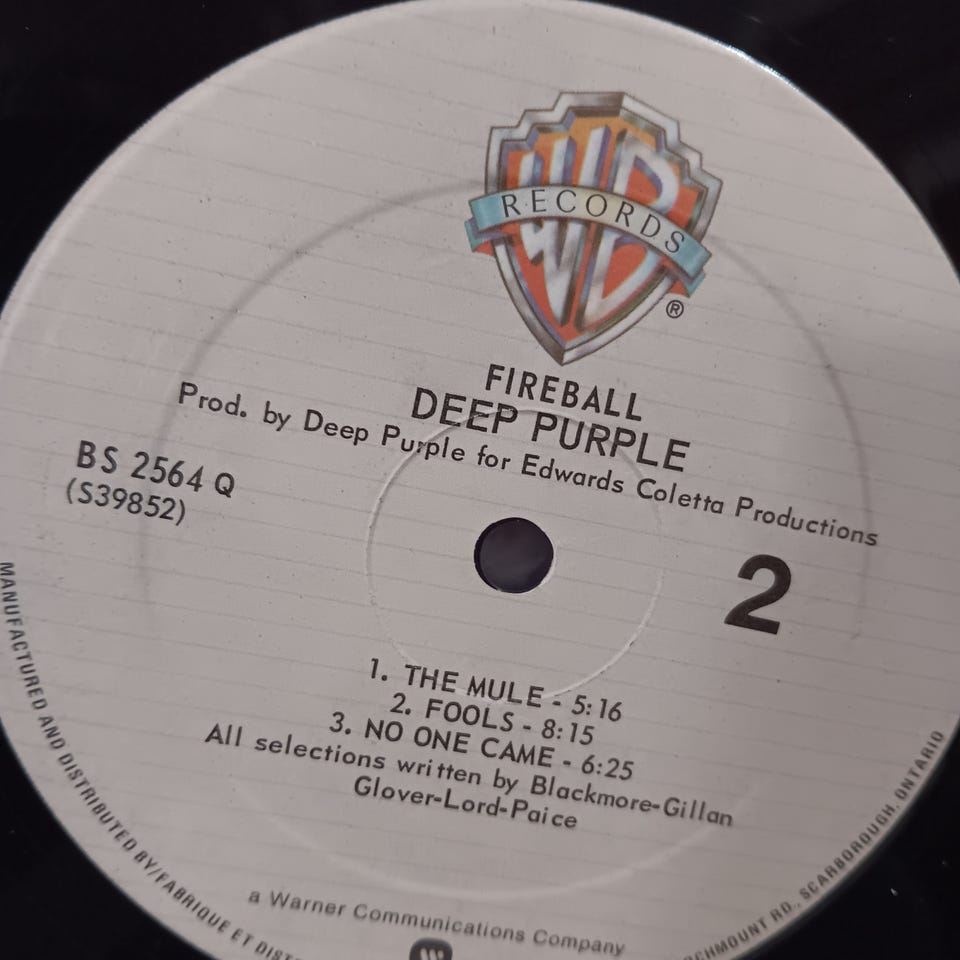 WB
RECORDS
®
FIREBALL
DEEP PURPLE
Prod. by Deep Purple for Edwards Coletta Productions
BS 2564 Q
(S39852)
2
1. THE MULE - 5:16
2. FOOLS - 8:15
3. NO ONE CAME - 6:25
All selections written by Blackmore-Gillan
Glover-Lord-Paice
a Warner Communications Company
MANUFACTURED AND DISTRIBUTED BY/FABRIQUE ET
RD., SCARBOROUGH, ONTARIO